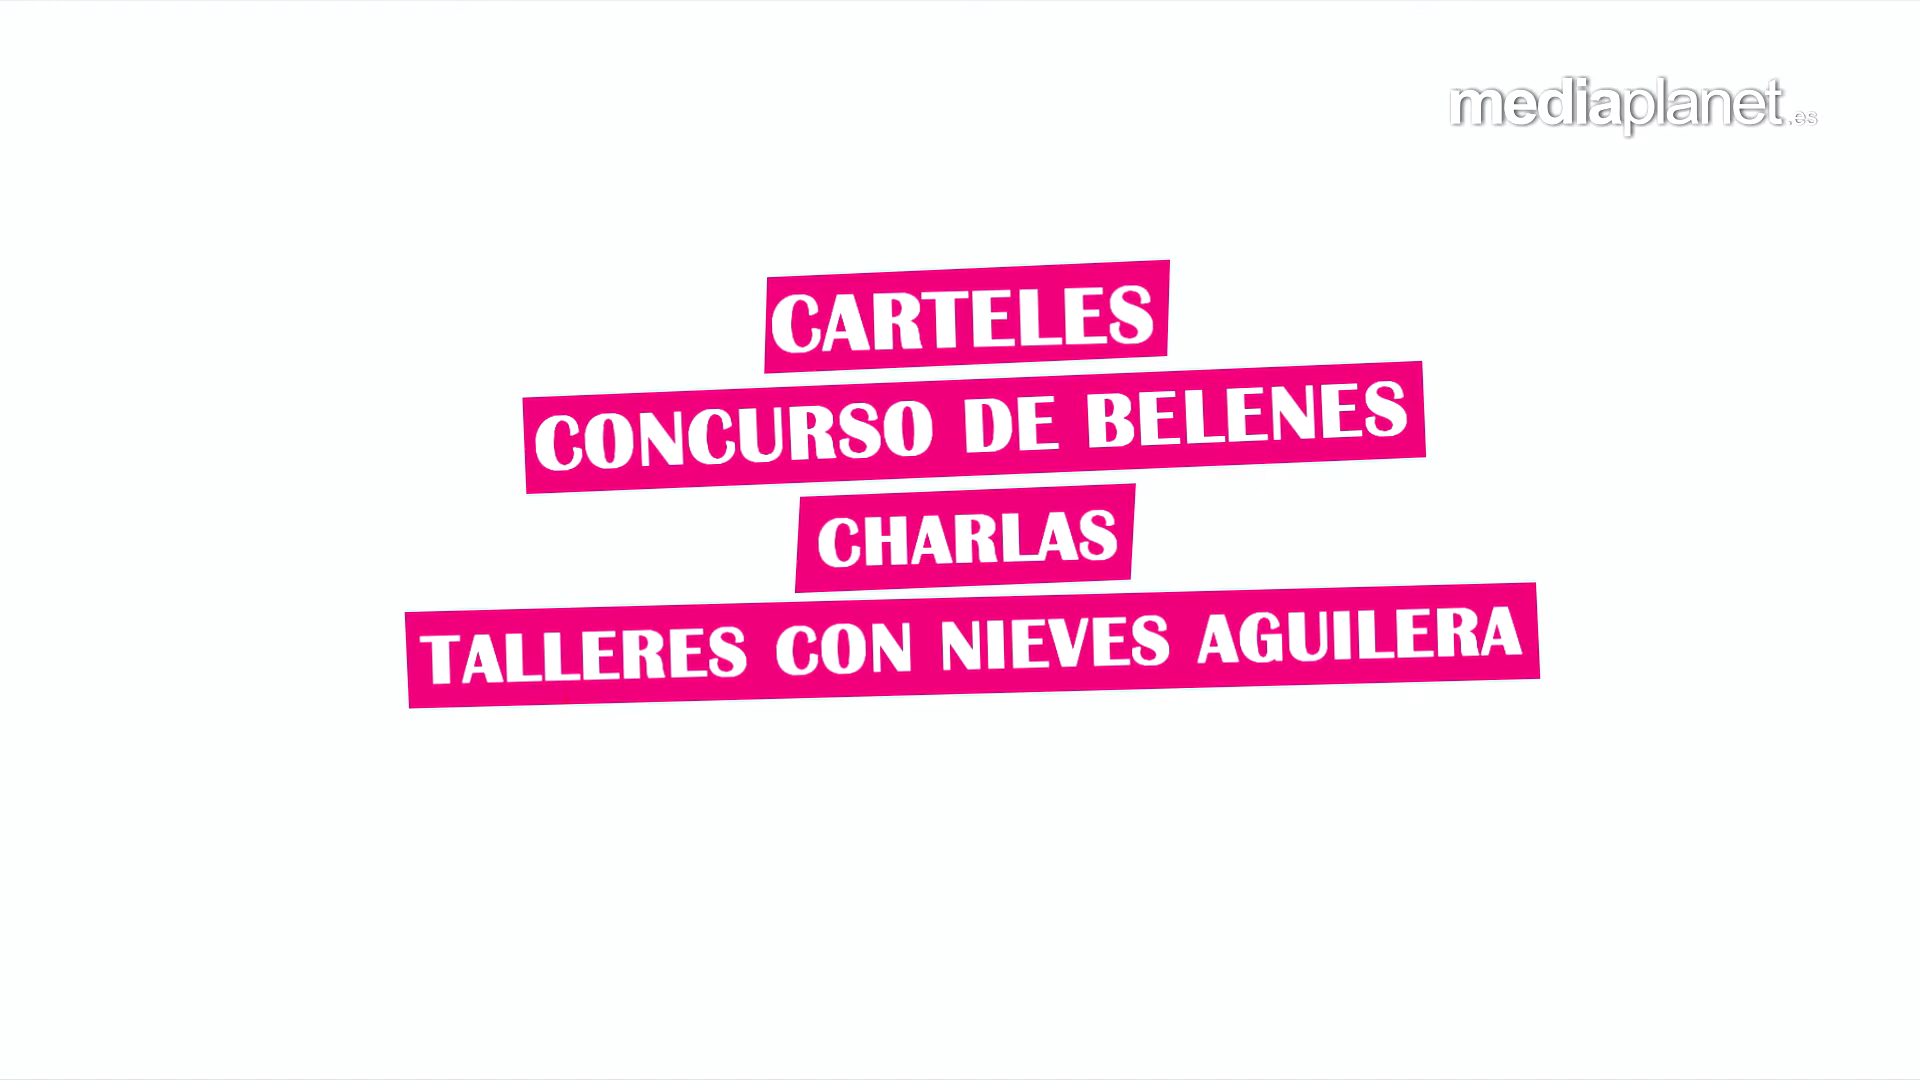 mediaplanet.es
CARTELES
CONCURSO DE BELENES
CHARLAS
TALLERES CON NIEVES AGUILERA